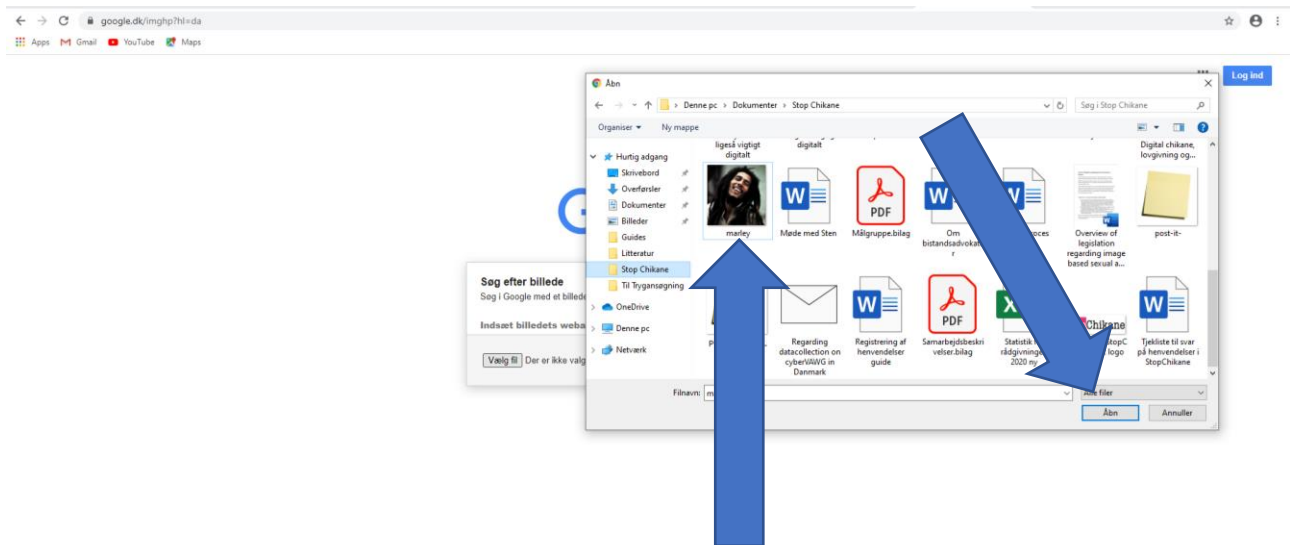 google.dk/imghp?hl=da
Apps Gmail YouTube Maps
Log ind
Åbn
Denne pc > Dokumenter > Stop Chikane
Søg i Stop Chikane
Organiser Ny mappe
Hurtig adgang
Skrivebord
Overførsler
Dokumenter
Billeder
Guides
Litteratur
Stop Chikane
Til Trygansøgning
OneDrive
Denne pc
Netværk
ligeså vigtigt
digitalt
digitalt
Digital chikane,
lovgivning og...
marley
Møde med Sten
PDF
Målgruppe.bilag
Om
bistandsadvokat
r
Overview of
legislation
regarding image
based sexual a...
post-it-
Regarding
datacollection on
cyberVAWG in
Danmark
Registrering af
henvendelser
guide
PDF
Samarbejdsbeskri
velser.bilag
Statistik
rådgivning
2020 ny
Chikane
logo
Tjekliste til svar
på henvendelser i
StopChikane
Filnavn:
Alle filer
Åbn Annuller
Søg efter billede
Søg i Google med et billede
Indsæt billedets weba
Vælg fil Der er ikke valg